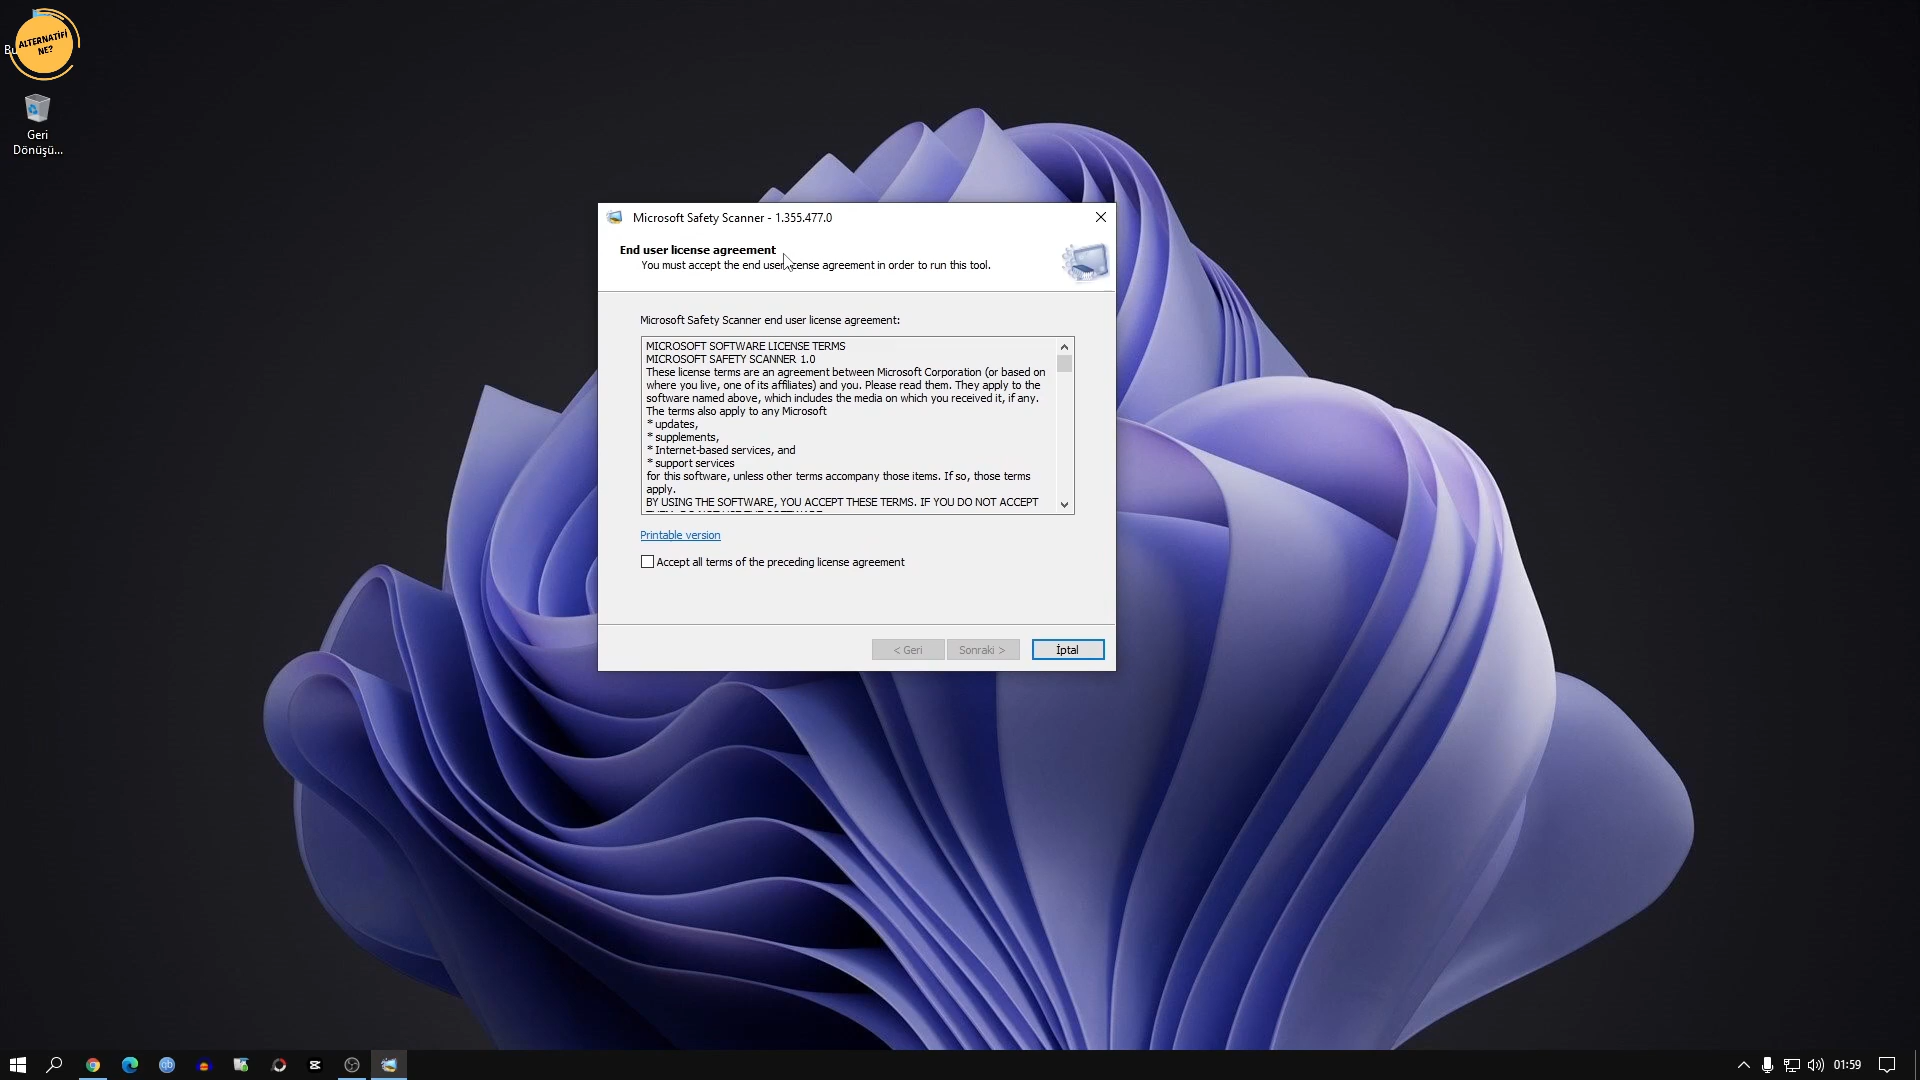 Bu
ALTERNATİFİ
NE?
Geri
Dönüşü...
Microsoft Safety Scanner - 1.355.477.0
End user license agreement
You must accept the end user license agreement in order to run this tool.
Microsoft Safety Scanner end user license agreement:
MICROSOFT SOFTWARE LICENSE TERMS
MICROSOFT SAFETY SCANNER 1.0
These license terms are an agreement between Microsoft Corporation (or based on
where you live, one of its affiliates) and you. Please read them. They apply to the
software named above, which includes the media on which you received it, if any.
The terms also apply to any Microsoft
* updates,
* supplements,
* Internet-based services, and
* support services
for this software, unless other terms accompany those items. If so, those terms
apply.
BY USING THE SOFTWARE, YOU ACCEPT THESE TERMS. IF YOU DO NOT ACCEPT
Printable version
Accept all terms of the preceding license agreement
< Geri
Sonraki >
İptal
qb
01:59